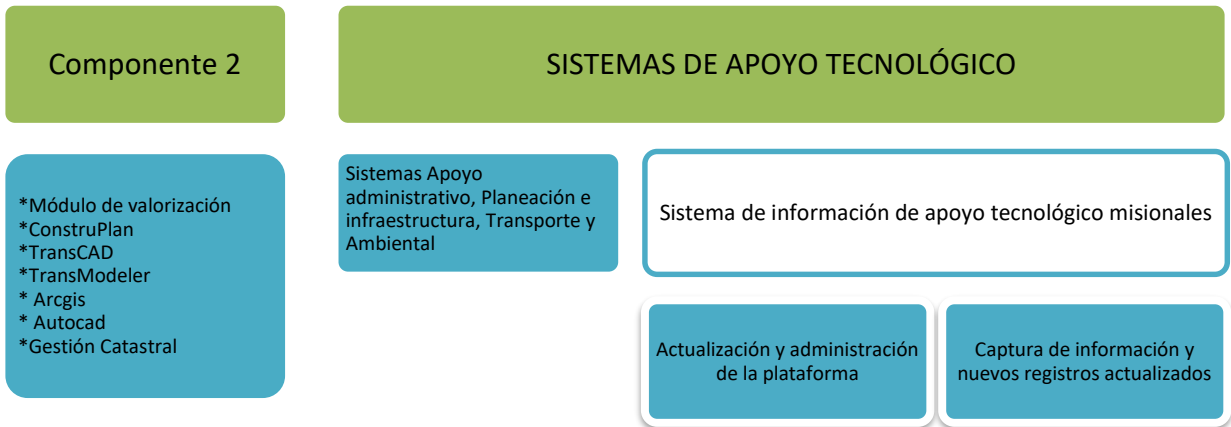 Componente 2
SISTEMAS DE APOYO TECNOLÓGICO
*Módulo de valorización
*ConstruPlan
*TransCAD
*TransModeler
* Arcgis
* Autocad
*Gestión Catastral
Sistemas Apoyo
administrativo, Planeación e
infraestructura, Transporte y
Ambiental
Sistema de información de apoyo tecnológico misionales
Actualización y administración
de la plataforma
Captura de información y
nuevos registros actualizados